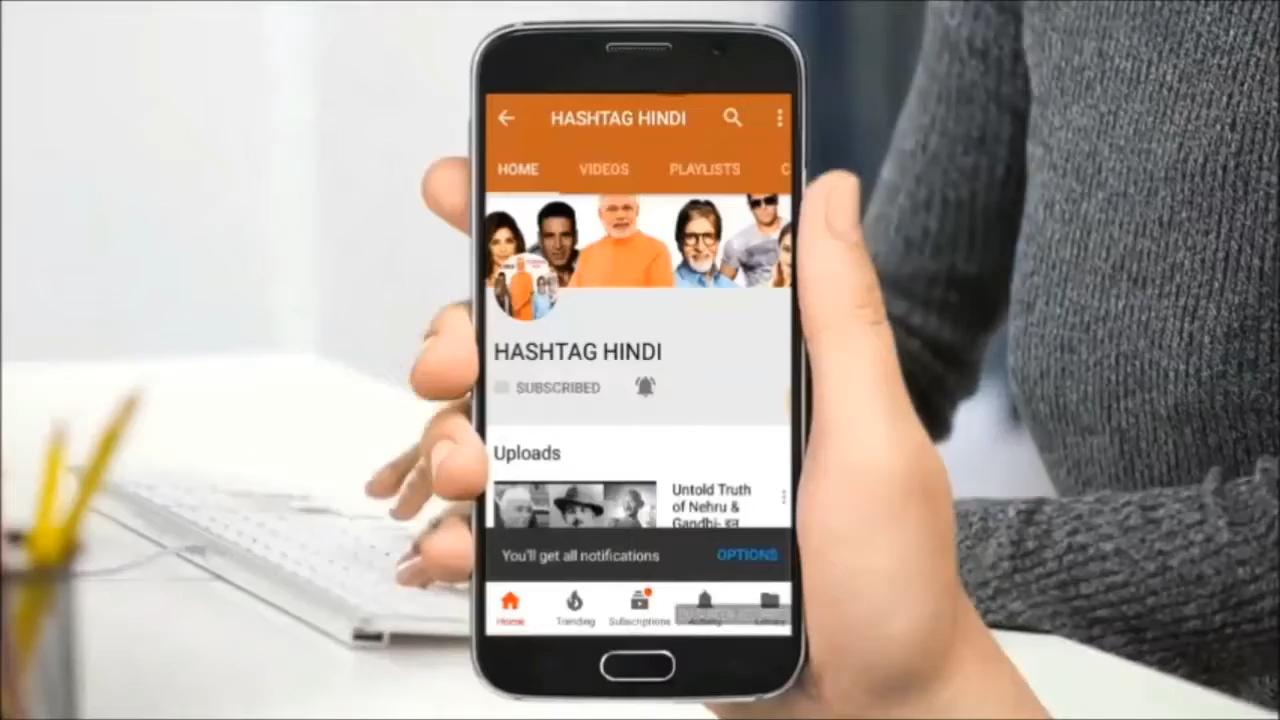 HASHTAG HINDI
HOME VIDEOS PLAYLISTS C
HASHTAG HINDI
SUBSCRIBED
Uploads
Untold Truth
of Nehru &
Gandhi- इन
You'll get all notifications OPTIONS
Home Trending Subscriptions Activity Library